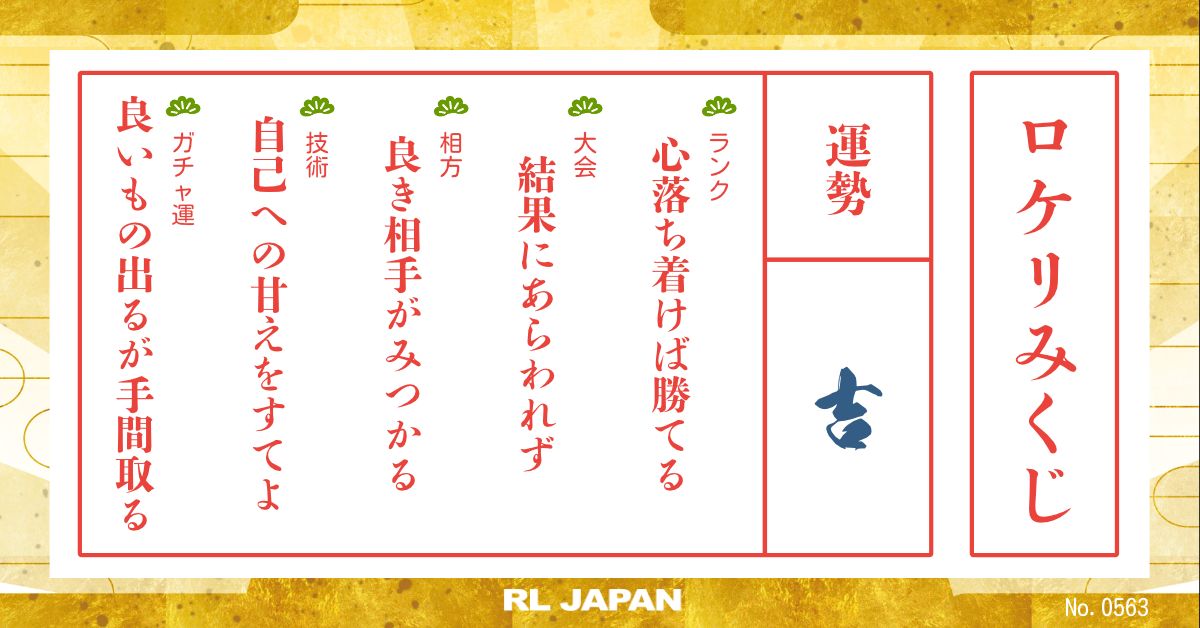 ロケリみくじ
運勢
吉
ランク
心落ち着けば勝てる
大会
結果にあらわれず
相方
良き相手がみつかる
技術
自己への甘えをすてよ
ガチャ運
良いもの出るが手間取る
RL JAPAN
No. 0563